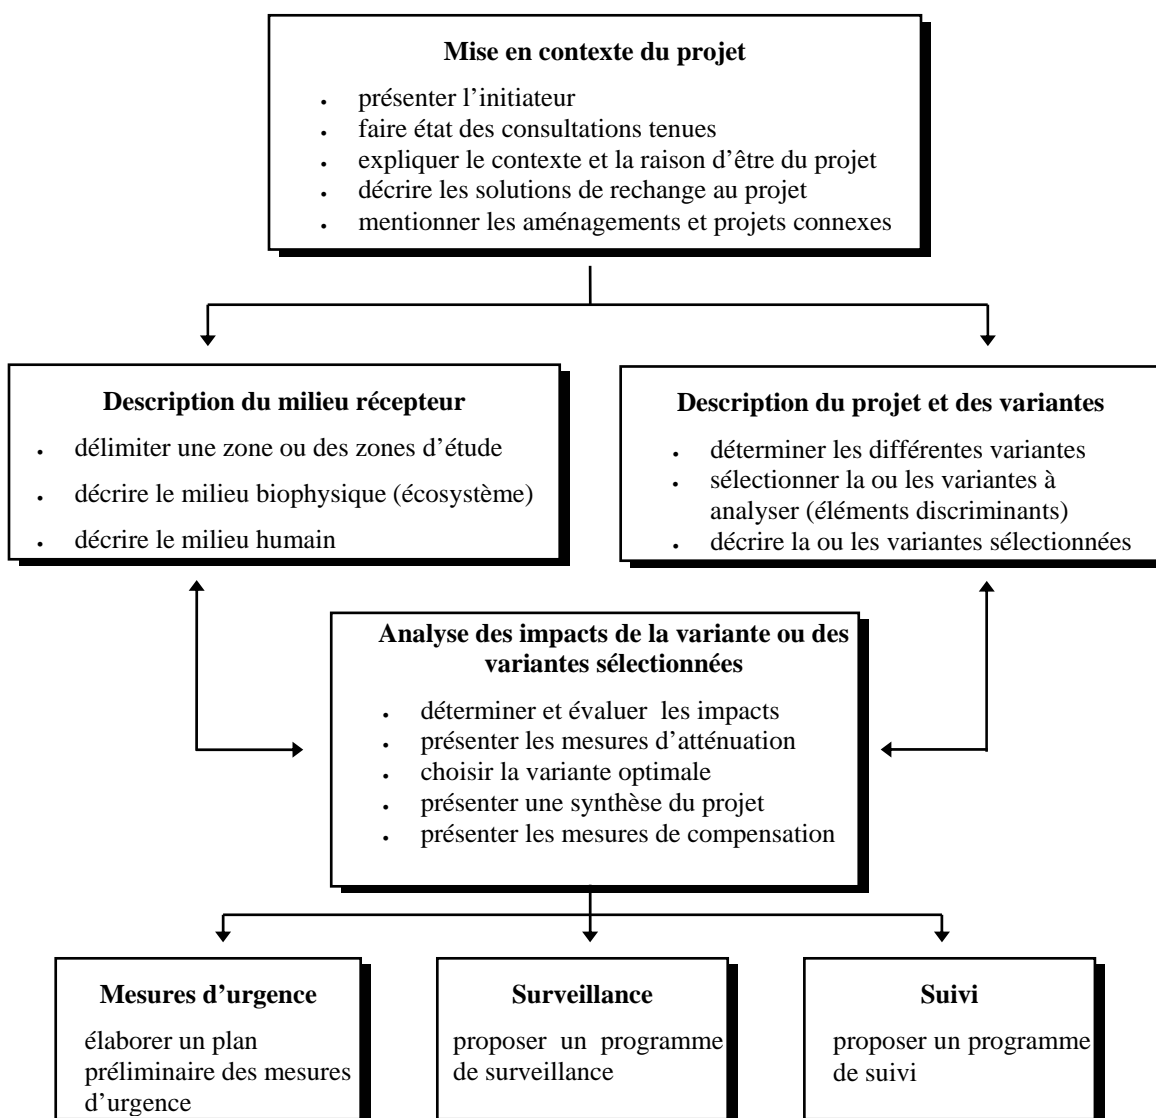 Mise en contexte du projet
• présenter l’initiateur
• faire état des consultations tenues
• expliquer le contexte et la raison d’être du projet
• décrire les solutions de rechange au projet
• mentionner les aménagements et projets connexes
Description du milieu récepteur
• délimiter une zone ou des zones d’étude
• décrire le milieu biophysique (écosystème)
• décrire le milieu humain
Description du projet et des variantes
• déterminer les différentes variantes
• sélectionner la ou les variantes à
analyser (éléments discriminants)
• décrire la ou les variantes sélectionnées
Analyse des impacts de la variante ou des
variantes sélectionnées
• déterminer et évaluer les impacts
• présenter les mesures d’atténuation
• choisir la variante optimale
• présenter une synthèse du projet
• présenter les mesures de compensation
Mesures d’urgence
élaborer un plan
préliminaire des mesures
d’urgence
Surveillance
proposer un programme
de surveillance
Suivi
proposer un programme
de suivi